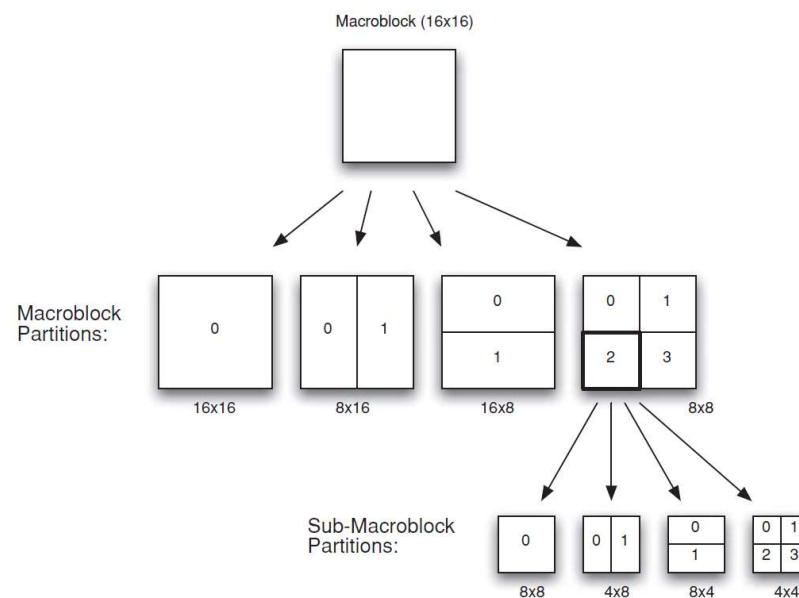 Macroblock (16x16)
Macroblock
Partitions:
0
0 1
0
1
0 1
2 3
16x16
8x16
16x8
8x8
Sub-Macroblock
Partitions:
0
0 1
0
1
0 1
2 3
8x8
4x8
8x4
4x4